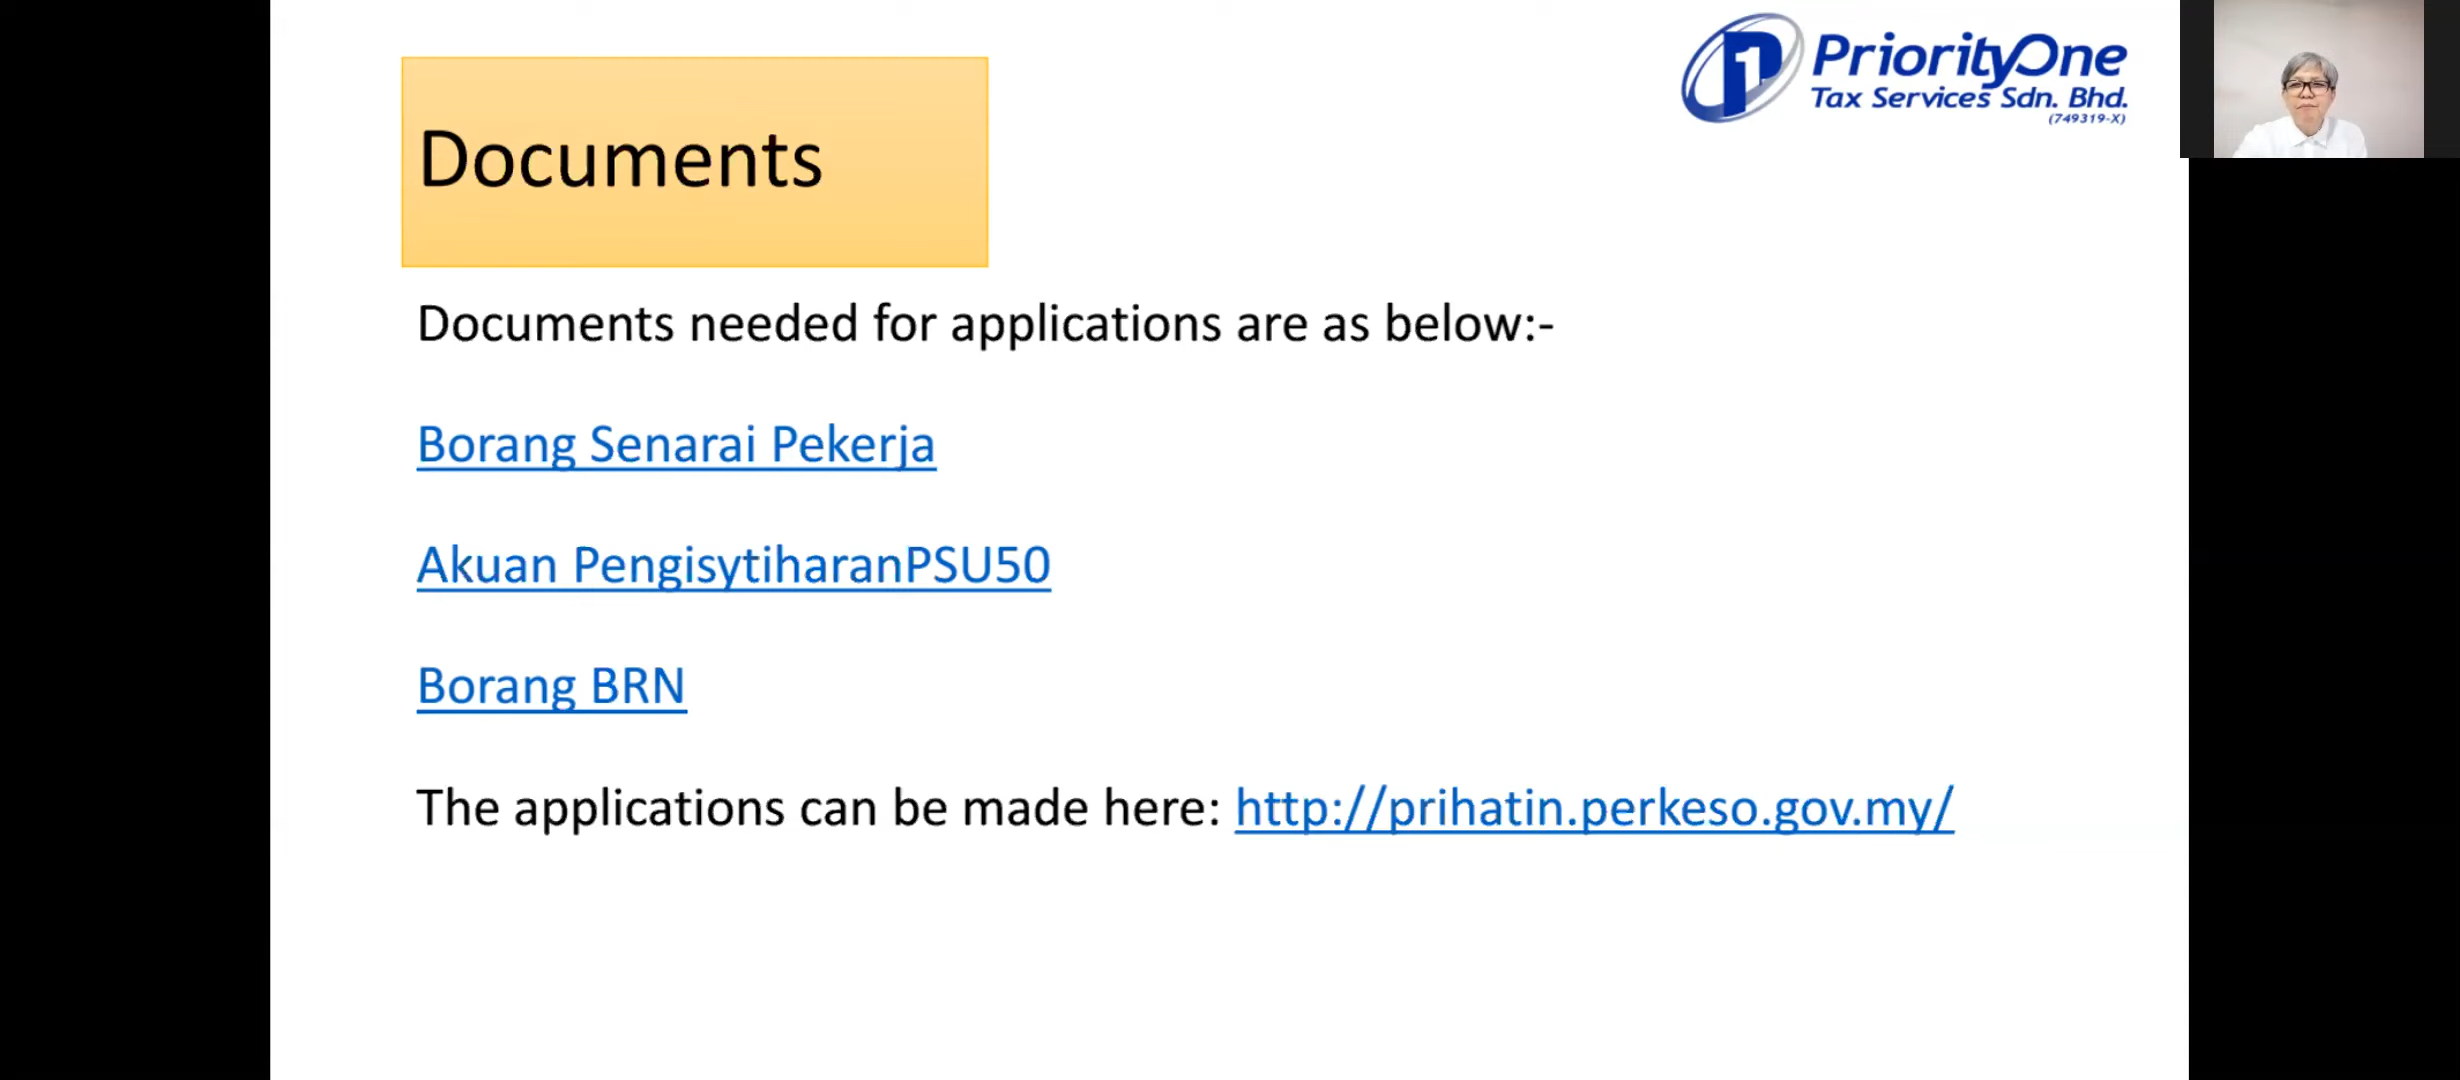 PriorityOne
Tax Services Sdn. Bhd.
(749319-X)
Documents
Documents needed for applications are as below:-
Borang Senarai Pekerja
Akuan PengisytiharanPSU50
Borang BRN
The applications can be made here: http://prihatin.perkeso.gov.my/